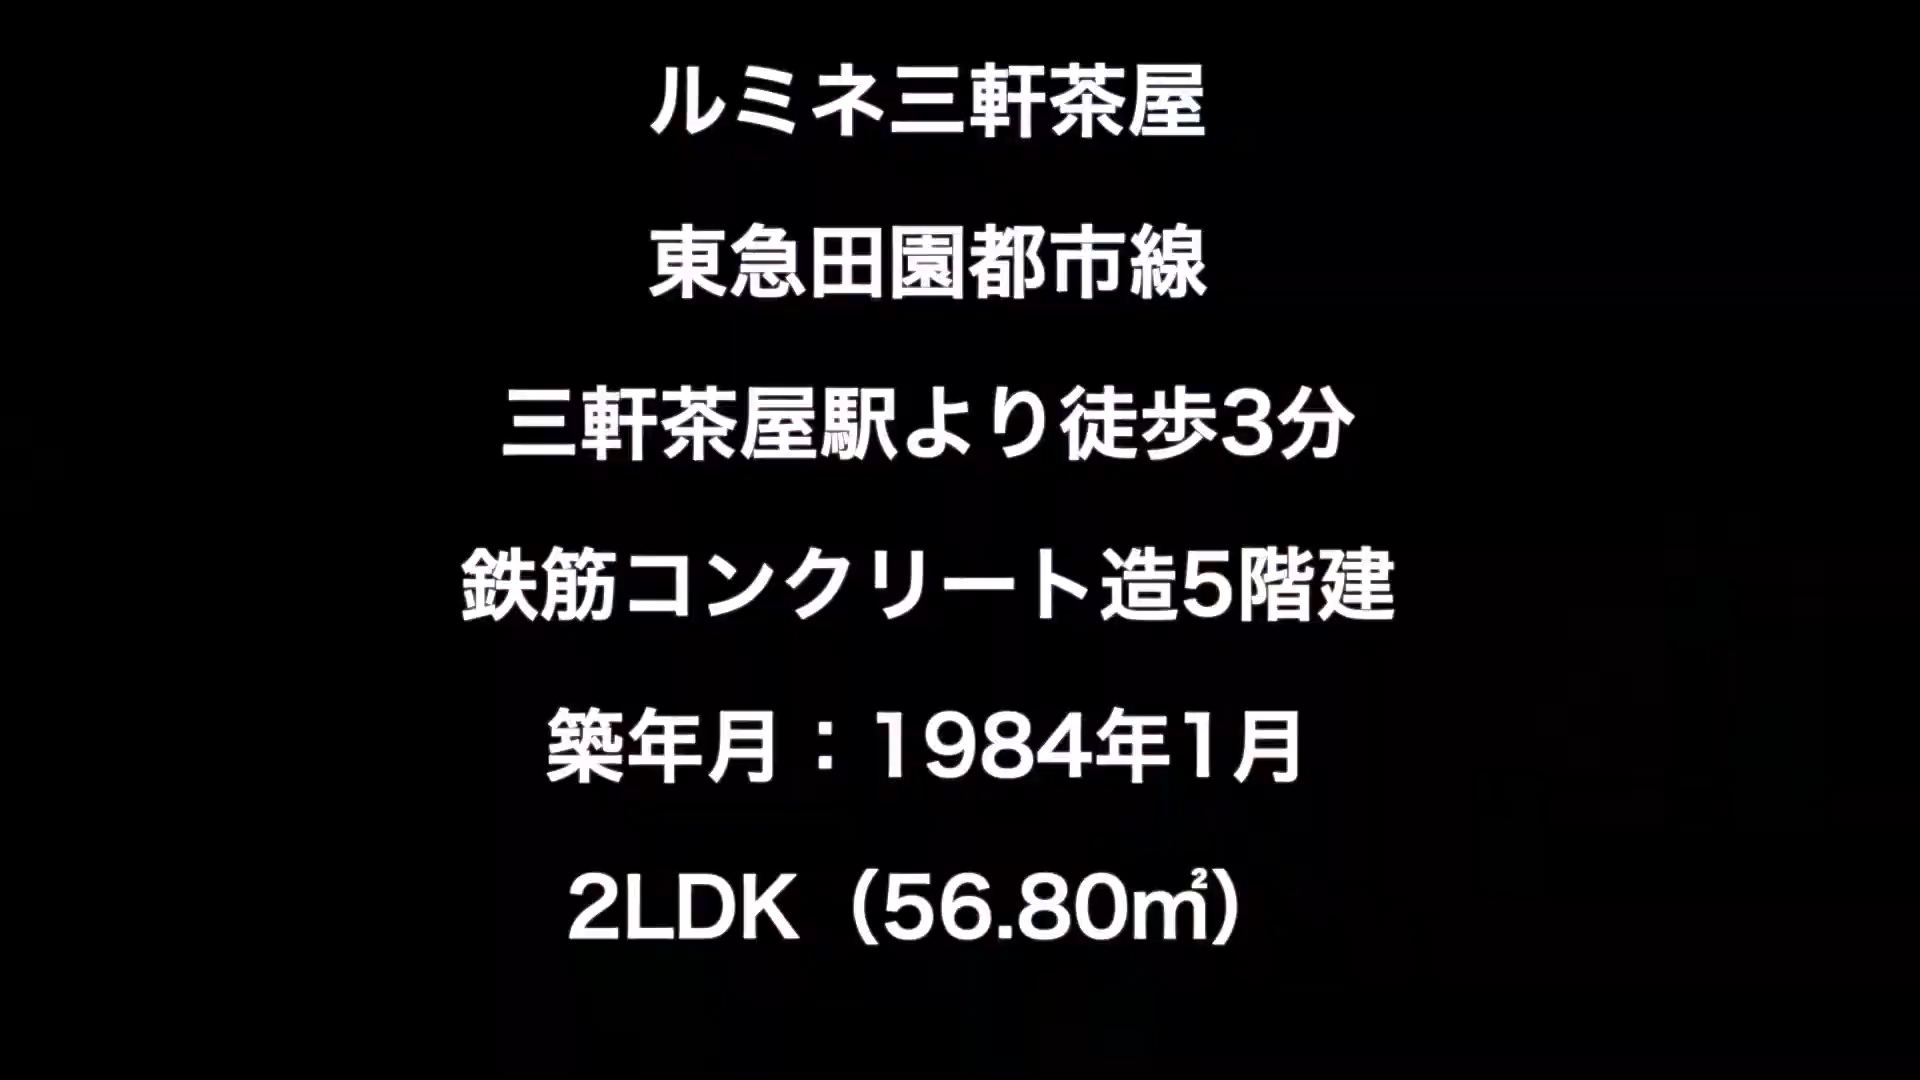 ルミネ三軒茶屋
東急田園都市線
三軒茶屋駅より徒歩3分
鉄筋コンクリート造5階建
築年月：1984年1月
2LDK（56.80㎡）